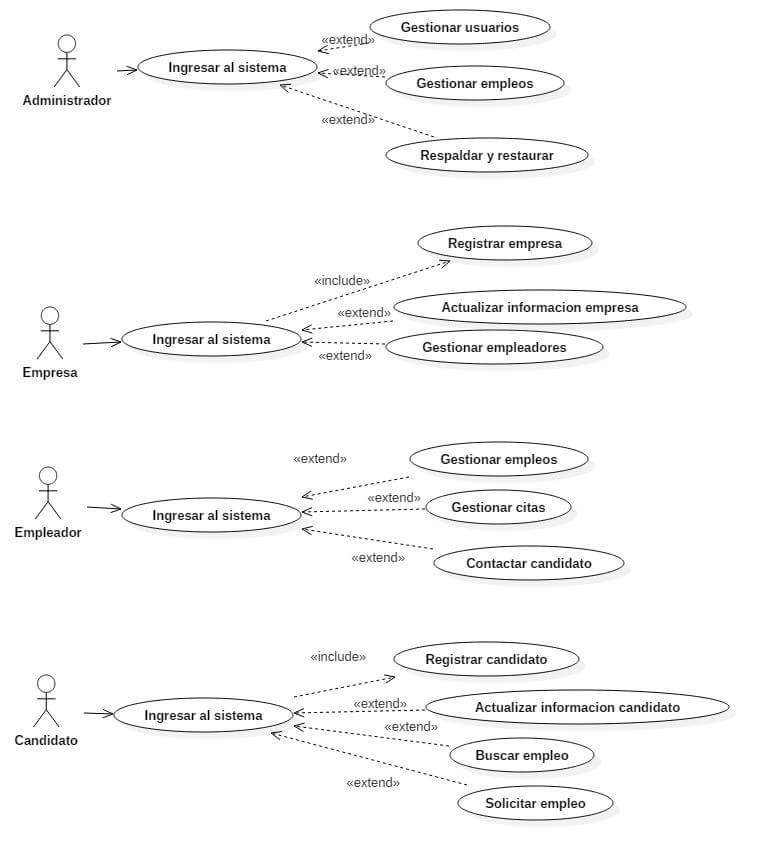 Gestionar usuarios
«extend»
Ingresar al sistema
«extend»
Gestionar empleos
Administrador
«extend»
Respaldar y restaurar
Registrar empresa
«include»
Actualizar informacion empresa
«extend»
Ingresar al sistema
Gestionar empleadores
«extend»
Empresa
«extend»
Gestionar empleos
«extend»
Gestionar citas
Ingresar al sistema
Empleador
«extend»
Contactar candidato
«include»
Registrar candidato
«extend»
Actualizar informacion candidato
Ingresar al sistema
«extend»
Candidato
Buscar empleo
«extend»
Solicitar empleo